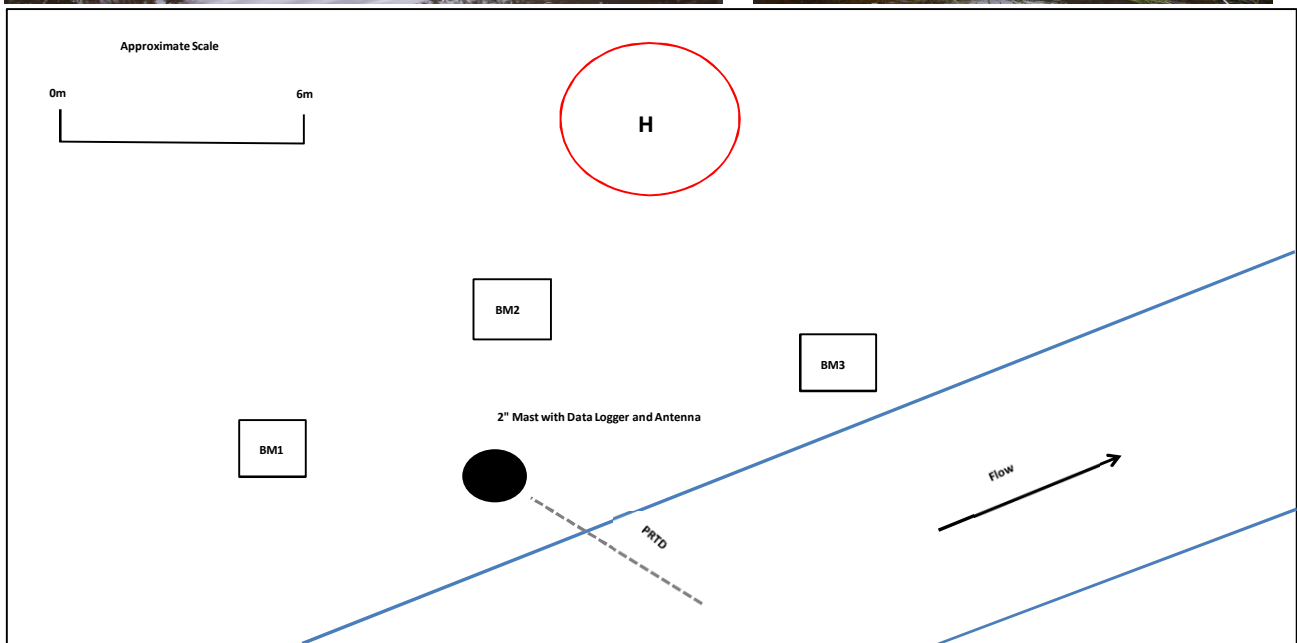 Approximate Scale
0m 6m
H
BM2
BM3
2" Mast with Data Logger and Antenna
BM1
Flow
PRTD